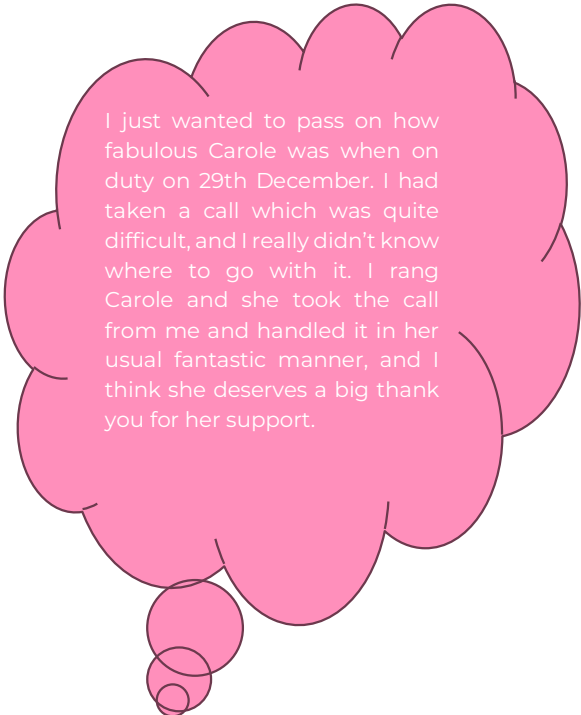 I just wanted to pass on how
fabulous Carole was when on
duty on 29th December. I had
taken a call which was quite
difficult, and I really didn’t know
where to go with it. I rang
Carole and she took the call
from me and handled it in her
usual fantastic manner, and I
think she deserves a big thank
you for her support.